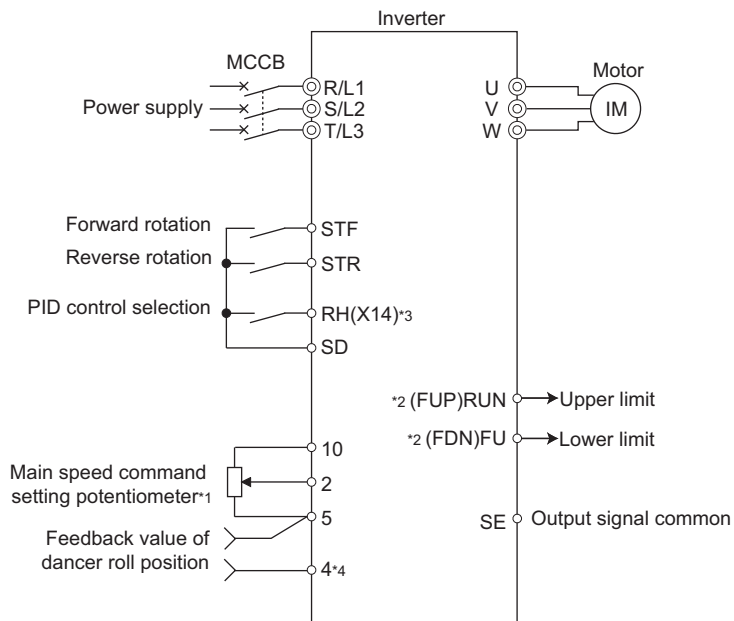 Inverter
MCCB
Motor
Power supply
R/L1
S/L2
T/L3
U
V
W
IM
Forward rotation
STF
Reverse rotation
STR
PID control selection
RH(X14)*3
SD
*2 (FUP)RUN
Upper limit
*2 (FDN)FU
Lower limit
10
Main speed command
setting potentiometer*1
2
5
SE
Output signal common
Feedback value of
dancer roll position
4*4